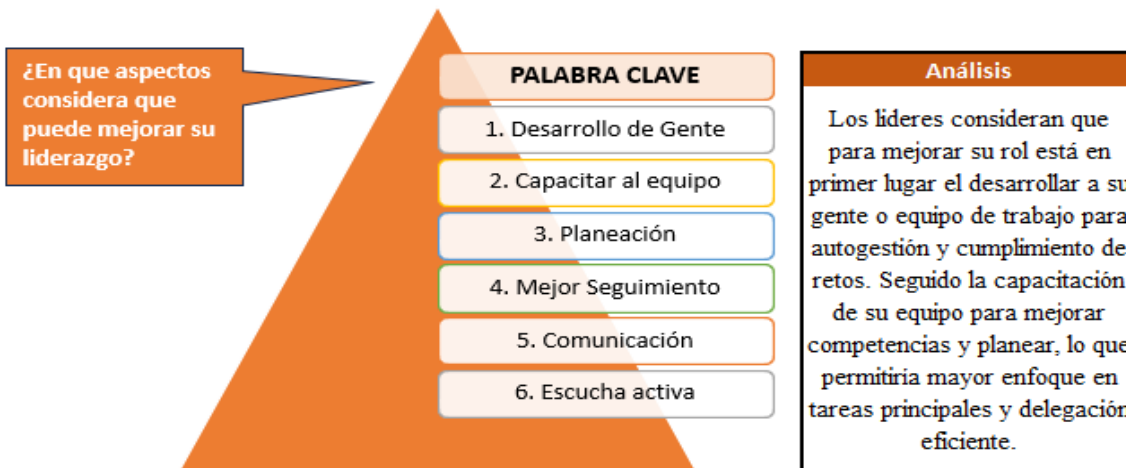 ¿En que aspectos
considera que
puede mejorar su
liderazgo?
PALABRA CLAVE
1. Desarrollo de Gente
2. Capacitar al equipo
3. Planeación
4. Mejor Seguimiento
5. Comunicación
6. Escucha activa
Análisis
Los lideres consideran que
para mejorar su rol está en
primer lugar el desarrollar a su
gente o equipo de trabajo para
autogestión y cumplimiento de
retos. Seguido la capacitación
de su equipo para mejorar
competencias y planear, lo que
permitiría mayor enfoque en
tareas principales y delegación
eficiente.